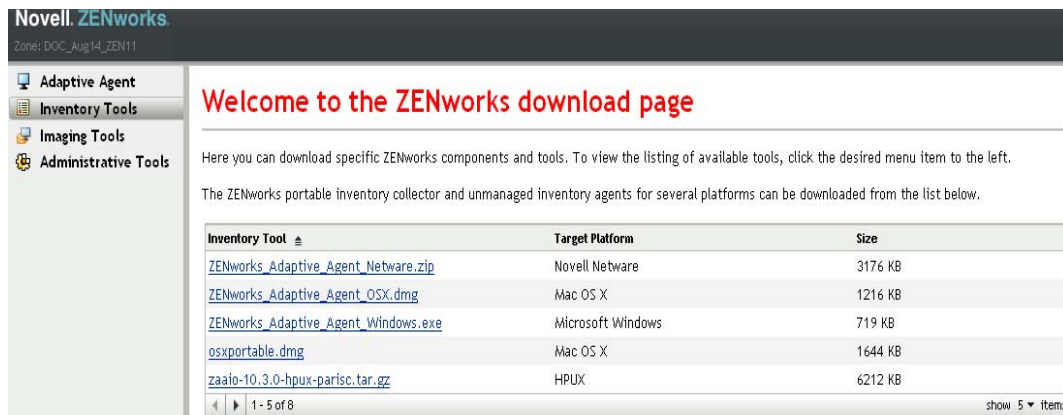 Novell. ZENworks.
Zone: DOC_Aug14_ZEN11
Adaptive Agent
Inventory Tools
Imaging Tools
Administrative Tools
Welcome to the ZENworks download page
Here you can download specific ZENworks components and tools. To view the listing of available tools, click the desired menu item to the left.
The ZENworks portable inventory collector and unmanaged inventory agents for several platforms can be downloaded from the list below.
Inventory Tool Target Platform Size
ZENworks_Adaptive_Agent_Netware.zip Novell Netware 3176 KB
ZENworks_Adaptive_Agent_OSX.dmg Mac OS X 1216 KB
ZENworks_Adaptive_Agent_Windows.exe Microsoft Windows 719 KB
osxportable.dmg Mac OS X 1644 KB
zaaio-10.3.0-hpux-parisc.tar.gz HPUX 6212 KB
1 - 5 of 8 show 5 items